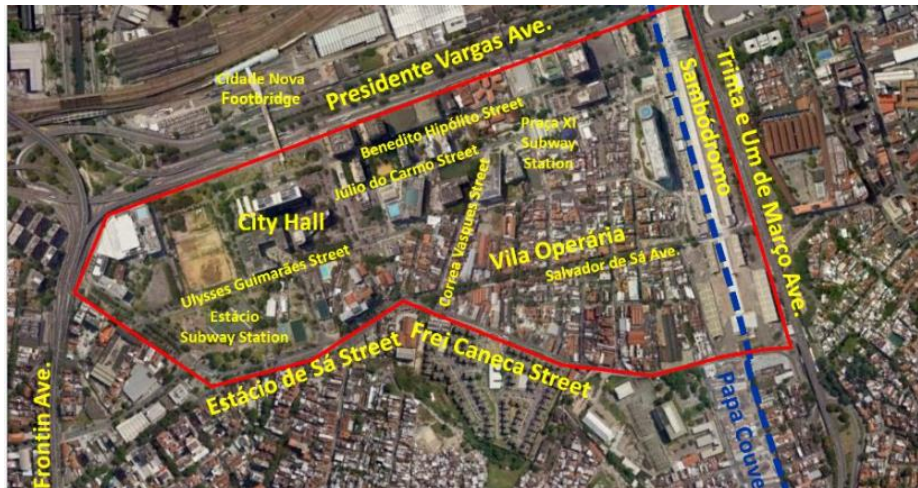 Cidade Nova
Footbridge
Presidente Vargas Ave.
Benedito Hipólito Street
Praça XI
Subway
Station
Júlio do Carmo Street
Sambódromo
Trinta e Um de Março Ave.
City Hall
Correa Vasques Street
Vila Operária
Salvador de Sá Ave.
Ulysses Guimarães Street
Estácio
Subway Station
Estácio de Sá Street
Frei Caneca Street
Frontin Ave.
Papa Couve